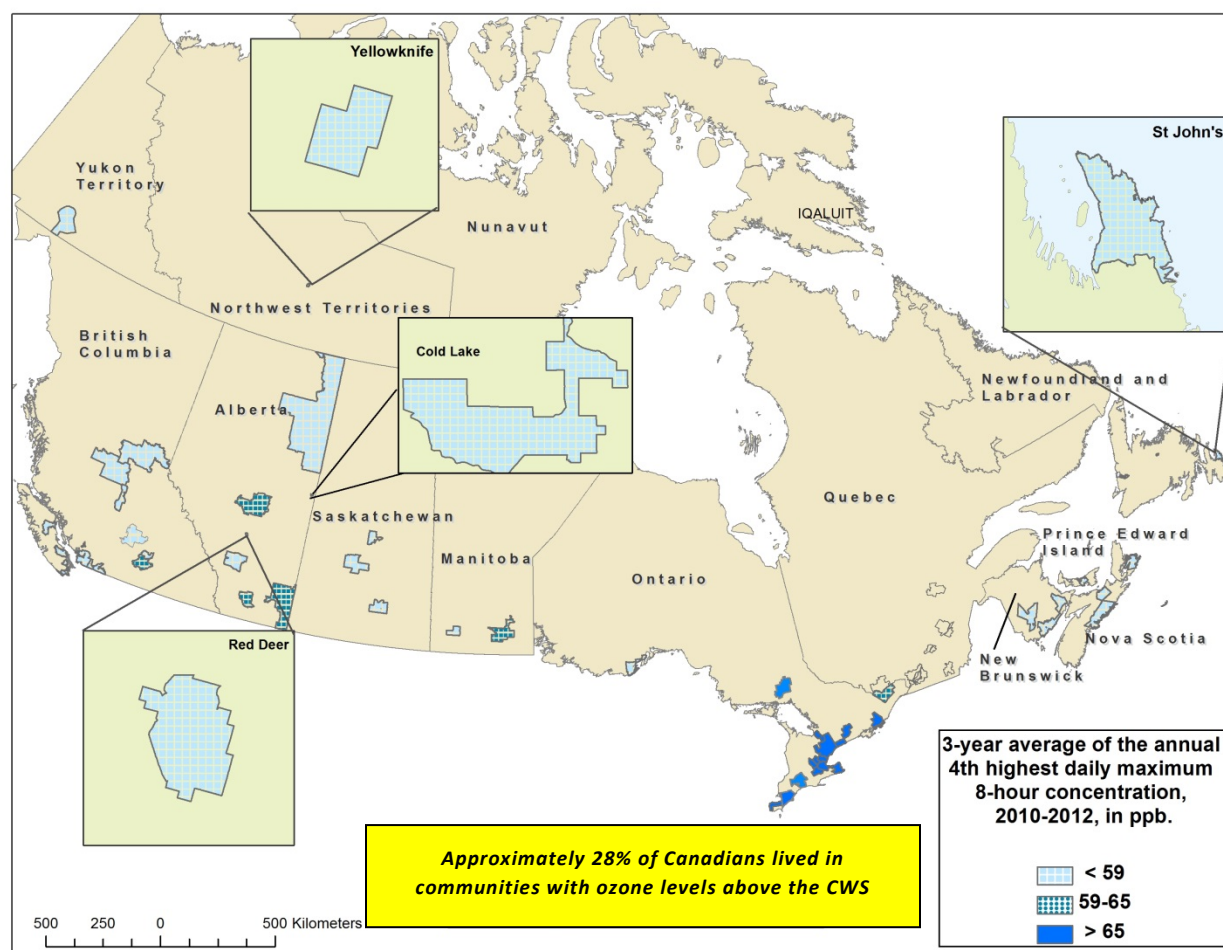 Yellowknife
St John's
Yukon
Territory
IQALUIT
Nunavut
Northwest Territories
British
Columbia
Cold Lake
Newfoundland and
Labrador
Alberta
Quebec
Saskatchewan
Prince Edward
Island
Manitoba
Ontario
Nova Scotia
Red Deer
New
Brunswick
3-year average of the annual
4th highest daily maximum
8-hour concentration,
2010-2012, in ppb.
< 59
59-65
> 65
Approximately 28% of Canadians lived in
communities with ozone levels above the CWS
500 250 0 500 Kilometers